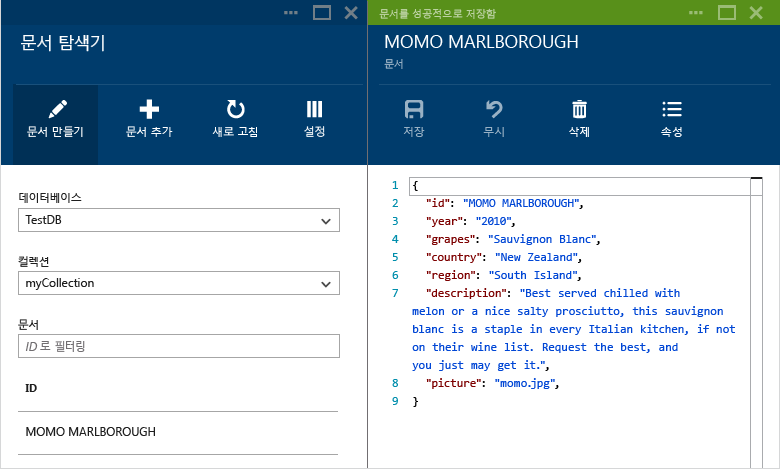 문서 탐색기
문서 만들기
문서 추가
새로 고침
설정
데이터베이스
TestDB
컬렉션
myCollection
문서
ID로 필터링
ID
MOMO MARLBOROUGH
문서를 성공적으로 저장함
MOMO MARLBOROUGH
문서
저장
무시
삭제
속성
1 {
2 "id": "MOMO MARLBOROUGH",
3 "year": "2010",
4 "grapes": "Sauvignon Blanc",
5 "country": "New Zealand",
6 "region": "South Island",
7 "description": "Best served chilled with
melon or a nice salty prosciutto, this sauvignon
blanc is a staple in every Italian kitchen, if not
on their wine list. Request the best, and
you just may get it.",
8 "picture": "momo.jpg",
9 }